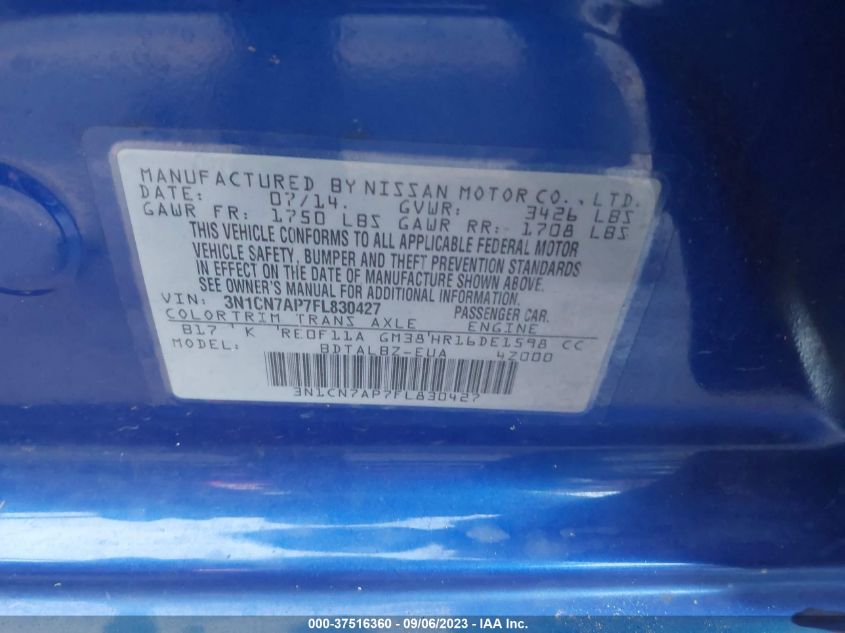 MANUFACTURED BY NISSAN MOTOR CO., LTD.
DATE: 07/14. GVWR: 3426 LBS
GAWR FR: 1750 LBS GAWR RR: 1708 LBS
THIS VEHICLE CONFORMS TO ALL APPLICABLE FEDERAL MOTOR
VEHICLE SAFETY, BUMPER AND THEFT PREVENTION STANDARDS
IN EFFECT ON THE DATE OF MANUFACTURE SHOWN ABOVE.
SEE OWNER'S MANUAL FOR ADDITIONAL INFORMATION.
VIN: 3N1CN7AP7FL830427 PASSENGER CAR.
COLOR TRIM TRANS AXLE ENGINE
B17 'K 'RE0F11A GM38'HR16DE1598 CC
MODEL: BDTALBZ-EUA 4Z000
3N1CN7AP7FL830427
000-37516360 - 09/06/2023 - IAA Inc.